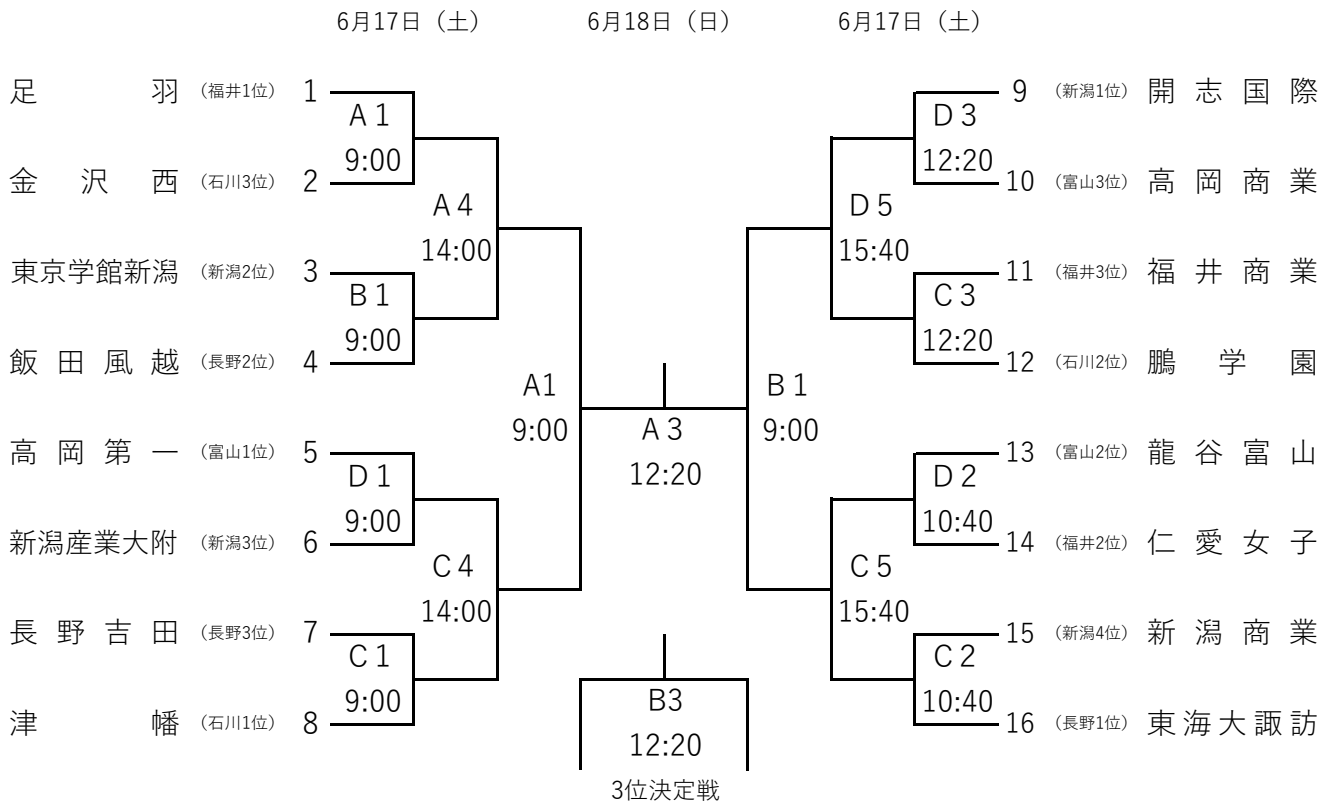 6月17日（土） 6月18日（日） 6月17日（土）
足羽 （福井1位） 1 9 （新潟1位） 開志国際
A1 D3
9:00 12:20
金沢西 （石川3位） 2 10 （富山3位） 高岡商業
A4 D5
14:00 15:40
東京学館新潟 （新潟2位） 3 11 （福井3位） 福井商業
B1 C3
9:00 12:20
飯田風越 （長野2位） 4 12 （石川2位） 鵬学園
A1 B1
9:00 A3 9:00
12:20
高岡第一 （富山1位） 5 13 （富山2位） 龍谷富山
D1 D2
9:00 10:40
新潟産業大附 （新潟3位） 6 14 （福井2位） 仁愛女子
C4 C5
14:00 15:40
長野吉田 （長野3位） 7 15 （新潟4位） 新潟商業
C1 C2
9:00 10:40
津幡 （石川1位） 8 16 （長野1位） 東海大諏訪
B3
12:20
3位決定戦